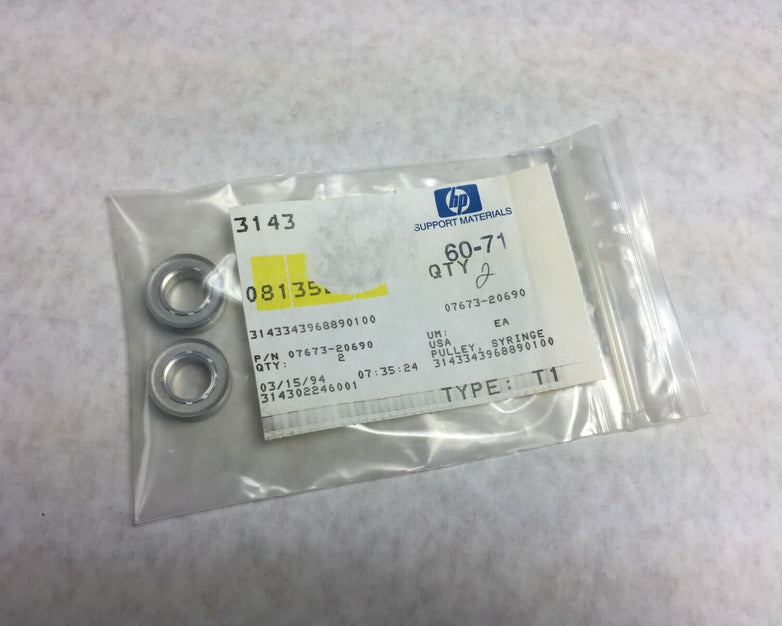 3143
hp
SUPPORT MATERIALS
60-71
QTY 2
08135
07673-20690
3143343968890100
P/N 07673-20690
QTY: 2
03/15/94 07:35:24
314302246001
UM: EA
USA
PULLEY, SYRINGE
3143343968890100
TYPE: T1